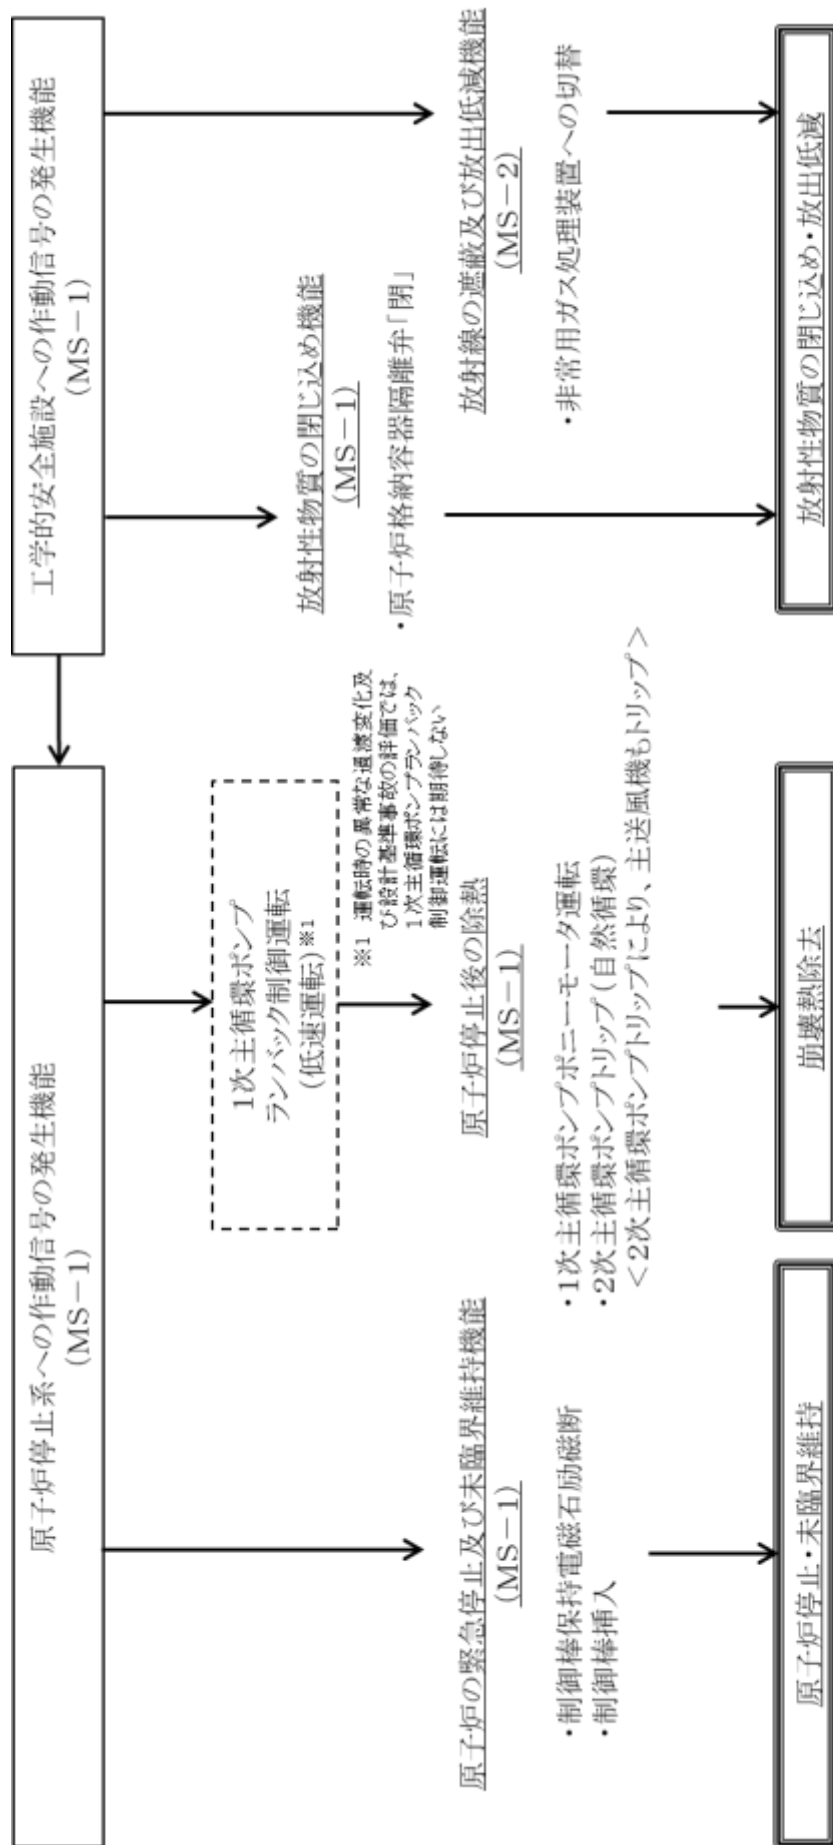 原子炉停止系への作動信号の発生機能
(MS－1)
工学的安全施設への作動信号の発生機能
(MS－1)
1次主循環ポンプ
ランバック制御運転
(低速運転)※1
※1 運転時の異常な過渡変化及
び設計基準事故の評価では、
1次主循環ポンプランバック
制御運転には期待しない
原子炉の緊急停止及び未臨界維持機能
(MS－1)
・制御棒保持電磁石励磁断
・制御棒挿入
原子炉停止後の除熱
(MS－1)
・1次主循環ポンプポニーモータ運転
・2次主循環ポンプトリップ(自然循環)
＜2次主循環ポンプトリップにより、主送風機もトリップ＞
放射性物質の閉じ込め機能
(MS－1)
・原子炉格納容器隔離弁「閉」
放射線の遮蔽及び放出低減機能
(MS－2)
・非常用ガス処理装置への切替
原子炉停止・未臨界維持
崩壊熱除去
放射性物質の閉じ込め・放出低減